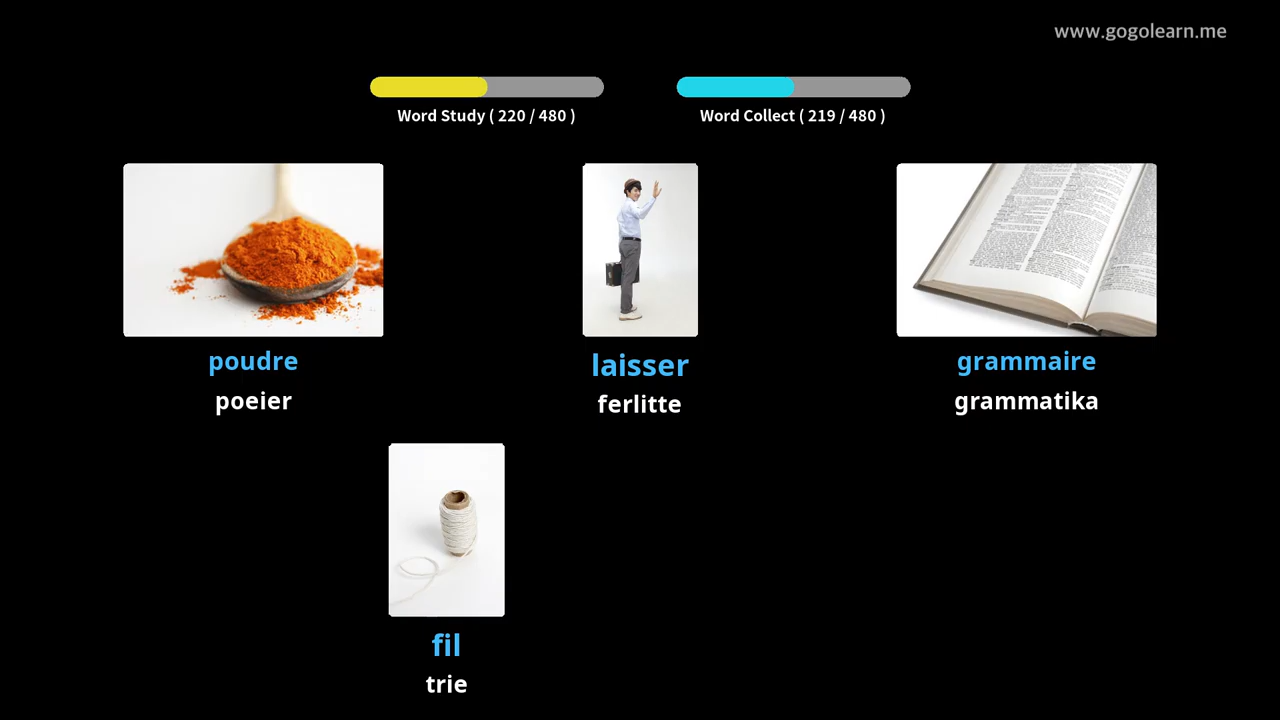 www.gogolearn.me
Word Study ( 220 / 480 )
Word Collect ( 219 / 480 )
poudre
poeier
laisser
ferlitte
grammaire
grammatika
fil
trie